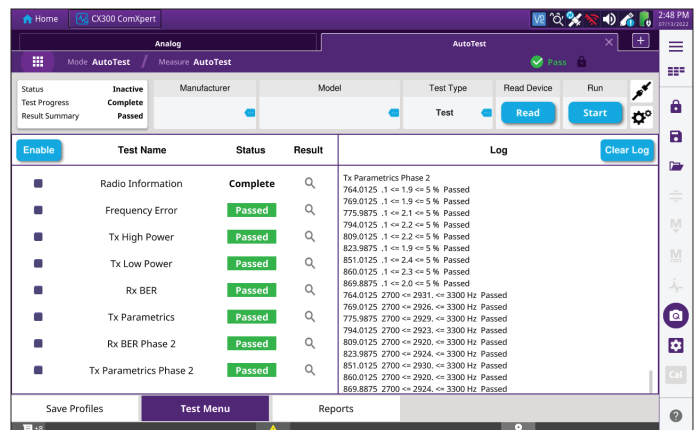 Home CX300 ComXpert 2:48 PM
07/13/2022
Analog AutoTest
Mode AutoTest / Measure AutoTest Pass
Status Inactive
Test Progress Complete
Result Summary Passed
Manufacturer Model Test Type Read Device Run
Test Read Start
Enable Test Name Status Result Log Clear Log
Radio Information Complete
Frequency Error Passed
Tx High Power Passed
Tx Low Power Passed
Rx BER Passed
Tx Parametrics Passed
Rx BER Phase 2 Passed
Tx Parametrics Phase 2 Passed
Tx Parametrics Phase 2
764.0125 .1 <= 1.9 <= 5 % Passed
769.0125 .1 <= 1.9 <= 5 % Passed
775.9875 .1 <= 2.1 <= 5 % Passed
794.0125 .1 <= 2.2 <= 5 % Passed
809.0125 .1 <= 2.2 <= 5 % Passed
823.9875 .1 <= 1.9 <= 5 % Passed
851.0125 .1 <= 2.4 <= 5 % Passed
860.0125 .1 <= 2.3 <= 5 % Passed
869.8875 .1 <= 2.0 <= 5 % Passed
764.0125 2700 <= 2931. <= 3300 Hz Passed
769.0125 2700 <= 2926. <= 3300 Hz Passed
775.9875 2700 <= 2929. <= 3300 Hz Passed
794.0125 2700 <= 2923. <= 3300 Hz Passed
809.0125 2700 <= 2920. <= 3300 Hz Passed
823.9875 2700 <= 2924. <= 3300 Hz Passed
851.0125 2700 <= 2930. <= 3300 Hz Passed
860.0125 2700 <= 2920. <= 3300 Hz Passed
869.8875 2700 <= 2924. <= 3300 Hz Passed
M
M
Cal
Save Profiles Test Menu Reports
+8